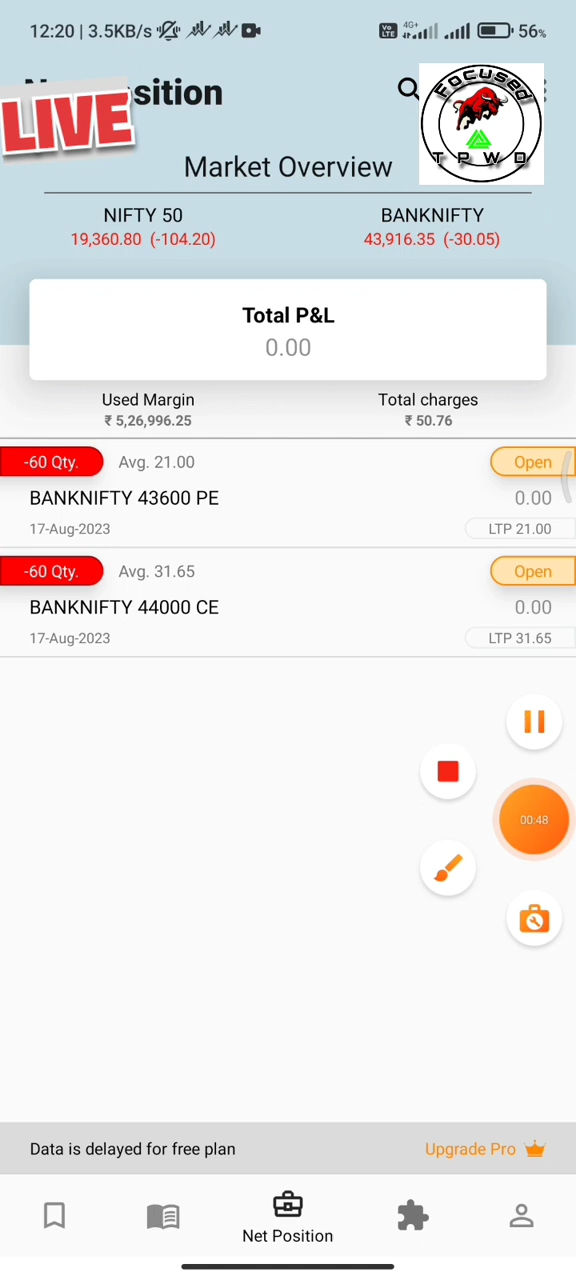 12:20 | 3.5KB/s
Vo LTE 4G+ 56%
sition
LIVE
Focused
TPWD
Market Overview
NIFTY 50 BANKNIFTY
19,360.80 (-104.20) 43,916.35 (-30.05)
Total P&L
0.00
Used Margin Total charges
₹ 5,26,996.25 ₹ 50.76
-60 Qty. Avg. 21.00 Open
BANKNIFTY 43600 PE 0.00
17-Aug-2023 LTP 21.00
-60 Qty. Avg. 31.65 Open
BANKNIFTY 44000 CE 0.00
17-Aug-2023 LTP 31.65
00:48
Data is delayed for free plan Upgrade Pro
Net Position